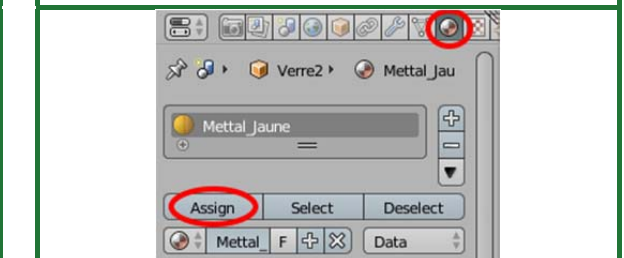 Verre2 Mettal_Jau
Mettal_Jaune
Assign Select Deselect
Mettal_ F Data